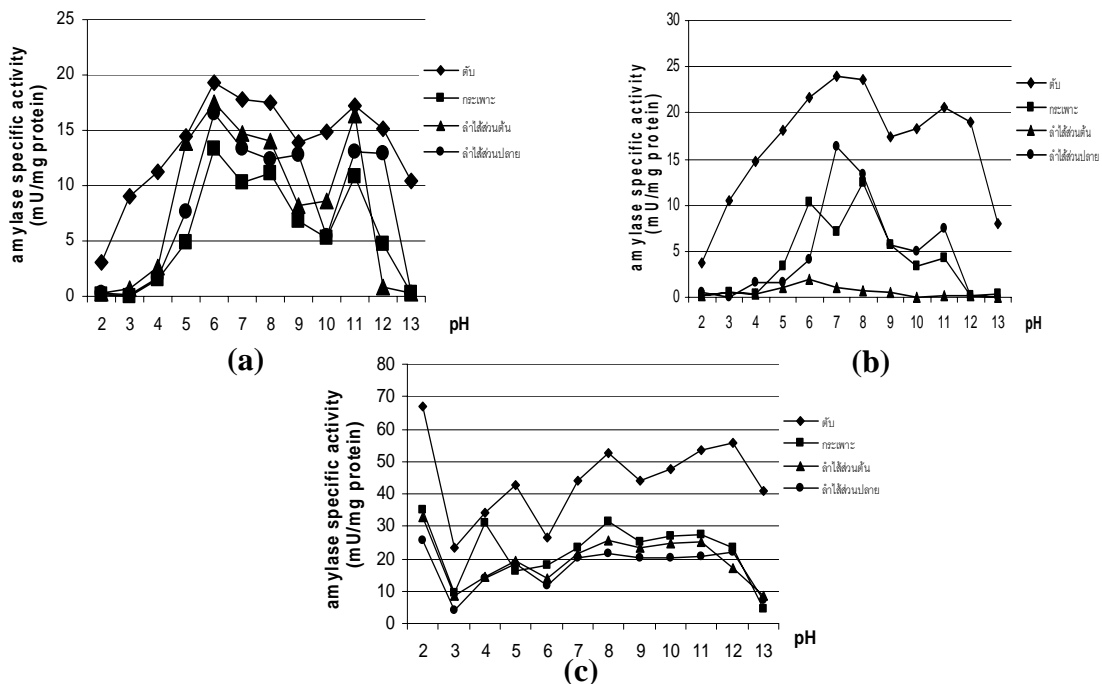 amylase specific activity
(mU/mg protein)
25
20
15
10
5
0
2 3 4 5 6 7 8 9 10 11 12 13
pH
ตับ
กระเพาะ
ลำไส้ส่วนต้น
ลำไส้ส่วนปลาย
(a)
amylase specific activity
(mU/mg protein)
30
25
20
15
10
5
0
2 3 4 5 6 7 8 9 10 11 12 13
pH
ตับ
กระเพาะ
ลำไส้ส่วนต้น
ลำไส้ส่วนปลาย
(b)
amylase specific activity
(mU/mg protein)
80
70
60
50
40
30
20
10
0
2 3 4 5 6 7 8 9 10 11 12 13
pH
ตับ
กระเพาะ
ลำไส้ส่วนต้น
ลำไส้ส่วนปลาย
(c)